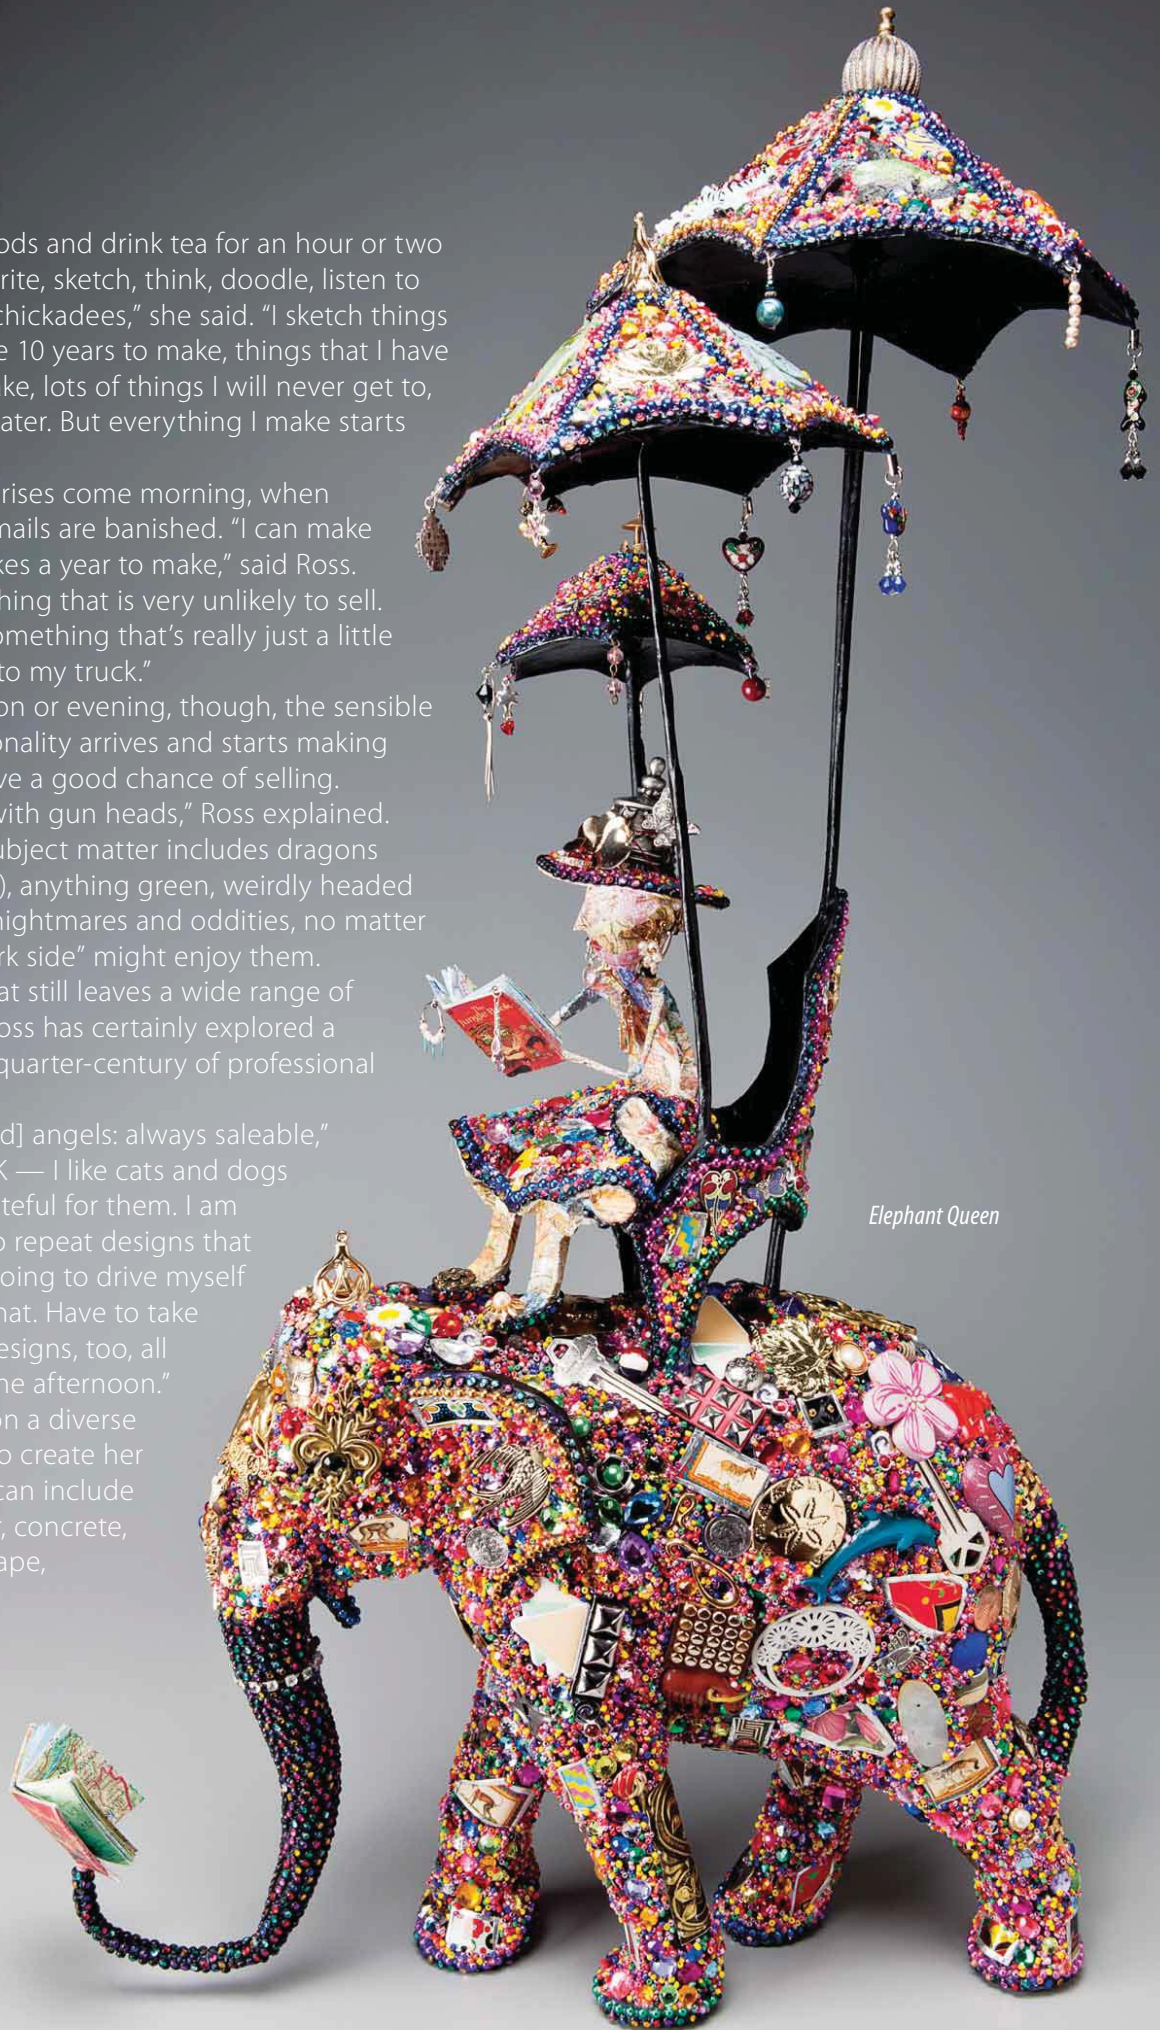 ods and drink tea for an hour or two
rite, sketch, think, doodle, listen to
chickadees,” she said. “I sketch things
e 10 years to make, things that I have
ake, lots of things I will never get to,
ater. But everything I make starts
rises come morning, when
mails are banished. “I can make
kes a year to make,” said Ross.
hing that is very unlikely to sell.
omething that’s really just a little
to my truck.”
on or evening, though, the sensible
onality arrives and starts making
ve a good chance of selling.
with gun heads,” Ross explained.
ubject matter includes dragons
), anything green, weirdly headed
nightmares and oddities, no matter
rk side” might enjoy them.
at still leaves a wide range of
oss has certainly explored a
quarter-century of professional
d] angels: always saleable,”
K — I like cats and dogs
teful for them. I am
o repeat designs that
oing to drive myself
hat. Have to take
esigns, too, all
he afternoon.”
on a diverse
o create her
can include
, concrete,
ape,
The
Jungle Book
Elephant Queen